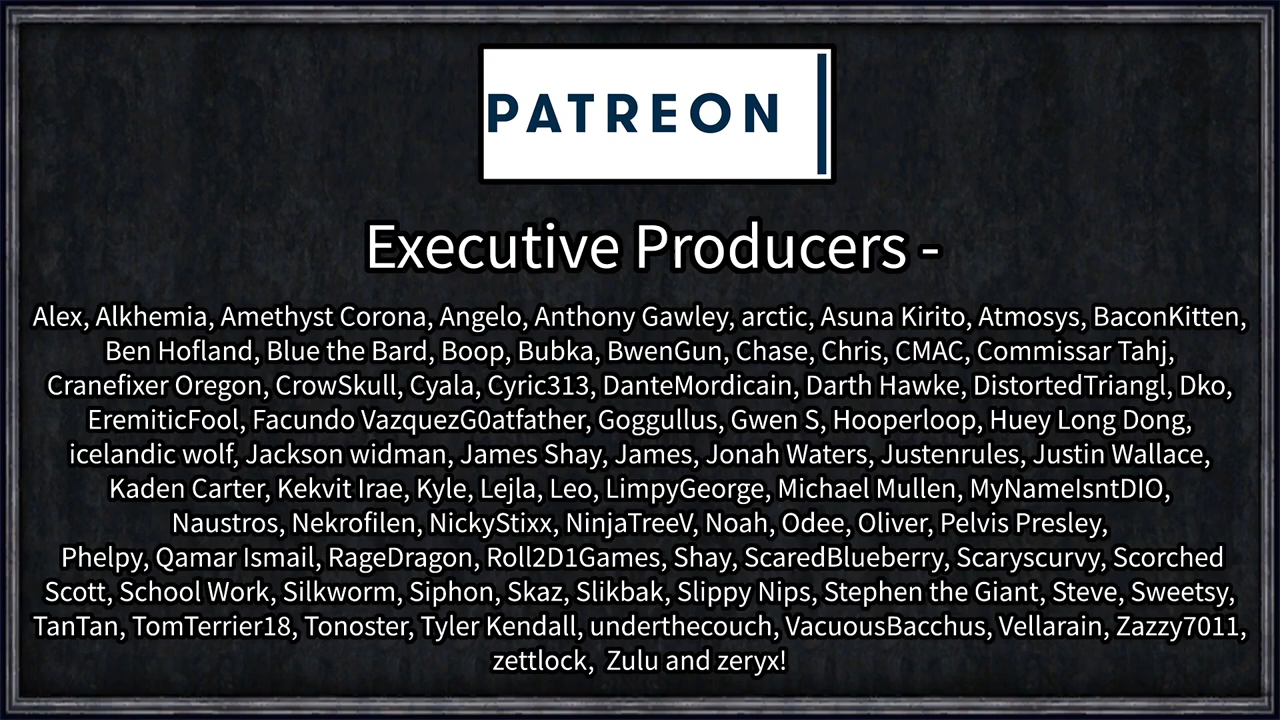 PATREON
Executive Producers -
Alex, Alkhemia, Amethyst Corona, Angelo, Anthony Gawley, arctic, Asuna Kirito, Atmosys, BaconKitten,
Ben Hofland, Blue the Bard, Boop, Bubka, BwenGun, Chase, Chris, CMAC, Commissar Tahj,
Cranefixer Oregon, CrowSkull, Cyala, Cyric313, DanteMordicain, Darth Hawke, DistortedTriangl, Dko,
EremiticFool, Facundo VazquezG0atfather, Goggullus, Gwen S, Hooperloop, Huey Long Dong,
icelandic wolf, Jackson widman, James Shay, James, Jonah Waters, Justenrules, Justin Wallace,
Kaden Carter, Kekvit Irae, Kyle, Lejla, Leo, LimpyGeorge, Michael Mullen, MyNameIsntDIO,
Naustros, Nekrofilen, NickyStixx, NinjaTreeV, Noah, Odee, Oliver, Pelvis Presley,
Phelpy, Qamar Ismail, RageDragon, Roll2D1Games, Shay, ScaredBlueberry, Scaryscurvy, Scorched
Scott, School Work, Silkworm, Siphon, Skaz, Slikbak, Slippy Nips, Stephen the Giant, Steve, Sweetsy,
TanTan, TomTerrier18, Tonoster, Tyler Kendall, underthecouch, VacuousBacchus, Vellarain, Zazzy7011,
zettlock,  Zulu and zeryx!